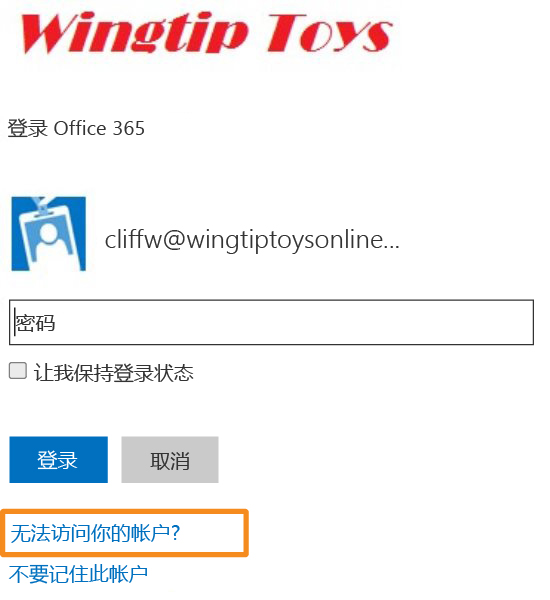 Wingtip Toys
登录 Office 365
cliffw@wingtiptoysonline...
密码
让我保持登录状态
登录 取消
无法访问你的帐户?
不要记住此帐户